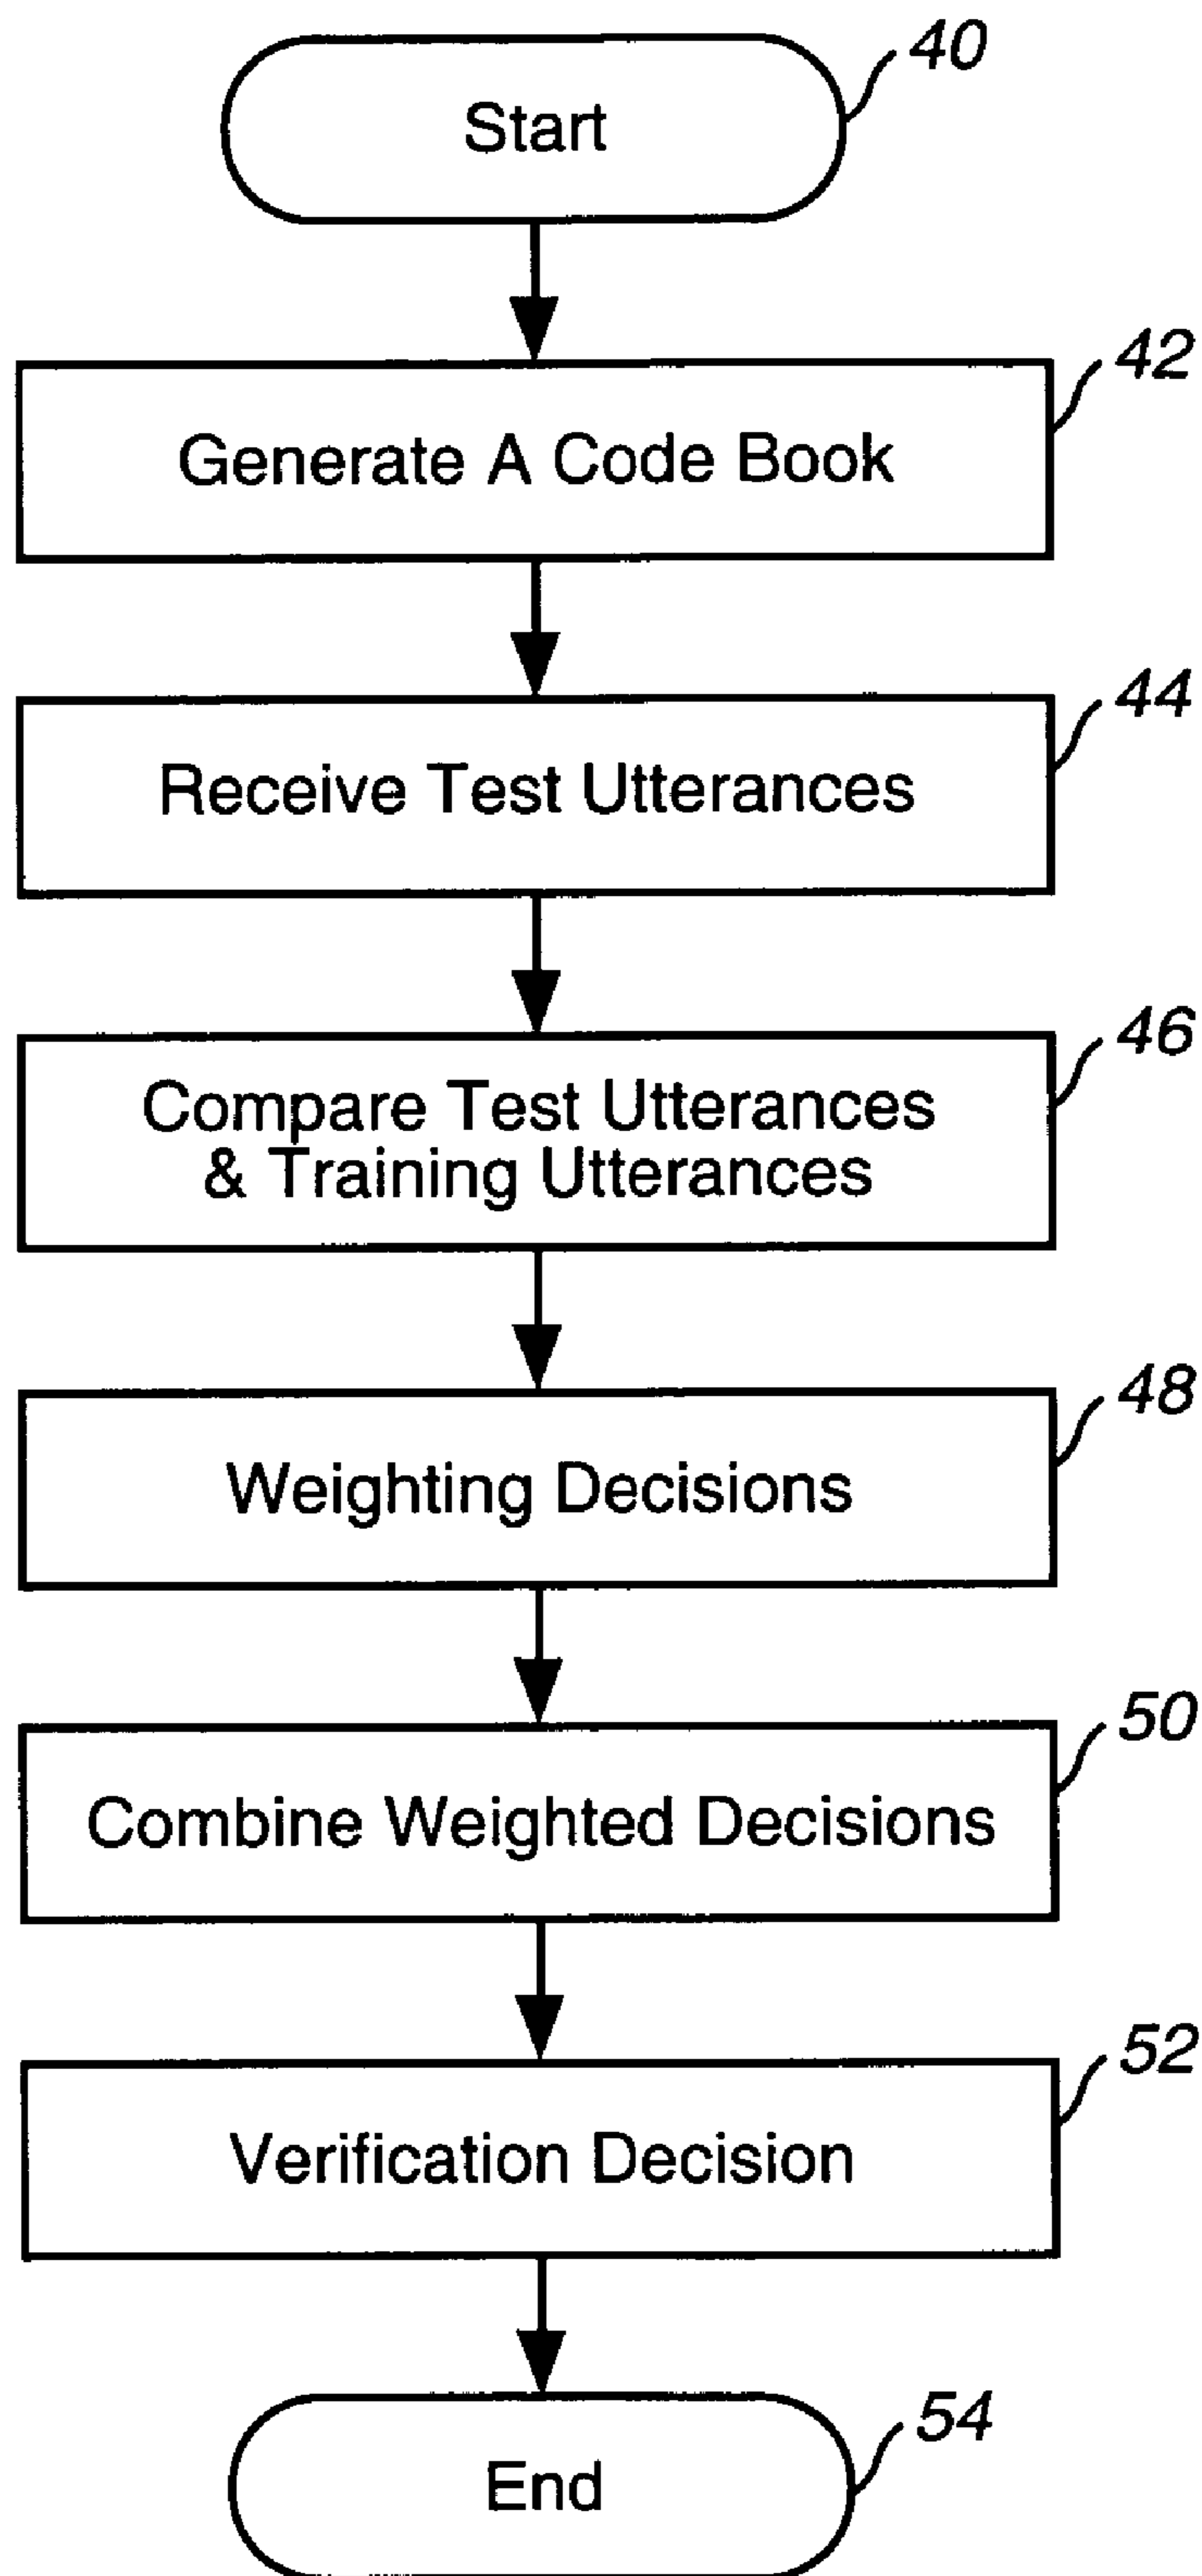 40
Start
42
Generate A Code Book
44
Receive Test Utterances
46
Compare Test Utterances
& Training Utterances
48
Weighting Decisions
50
Combine Weighted Decisions
52
Verification Decision
54
End